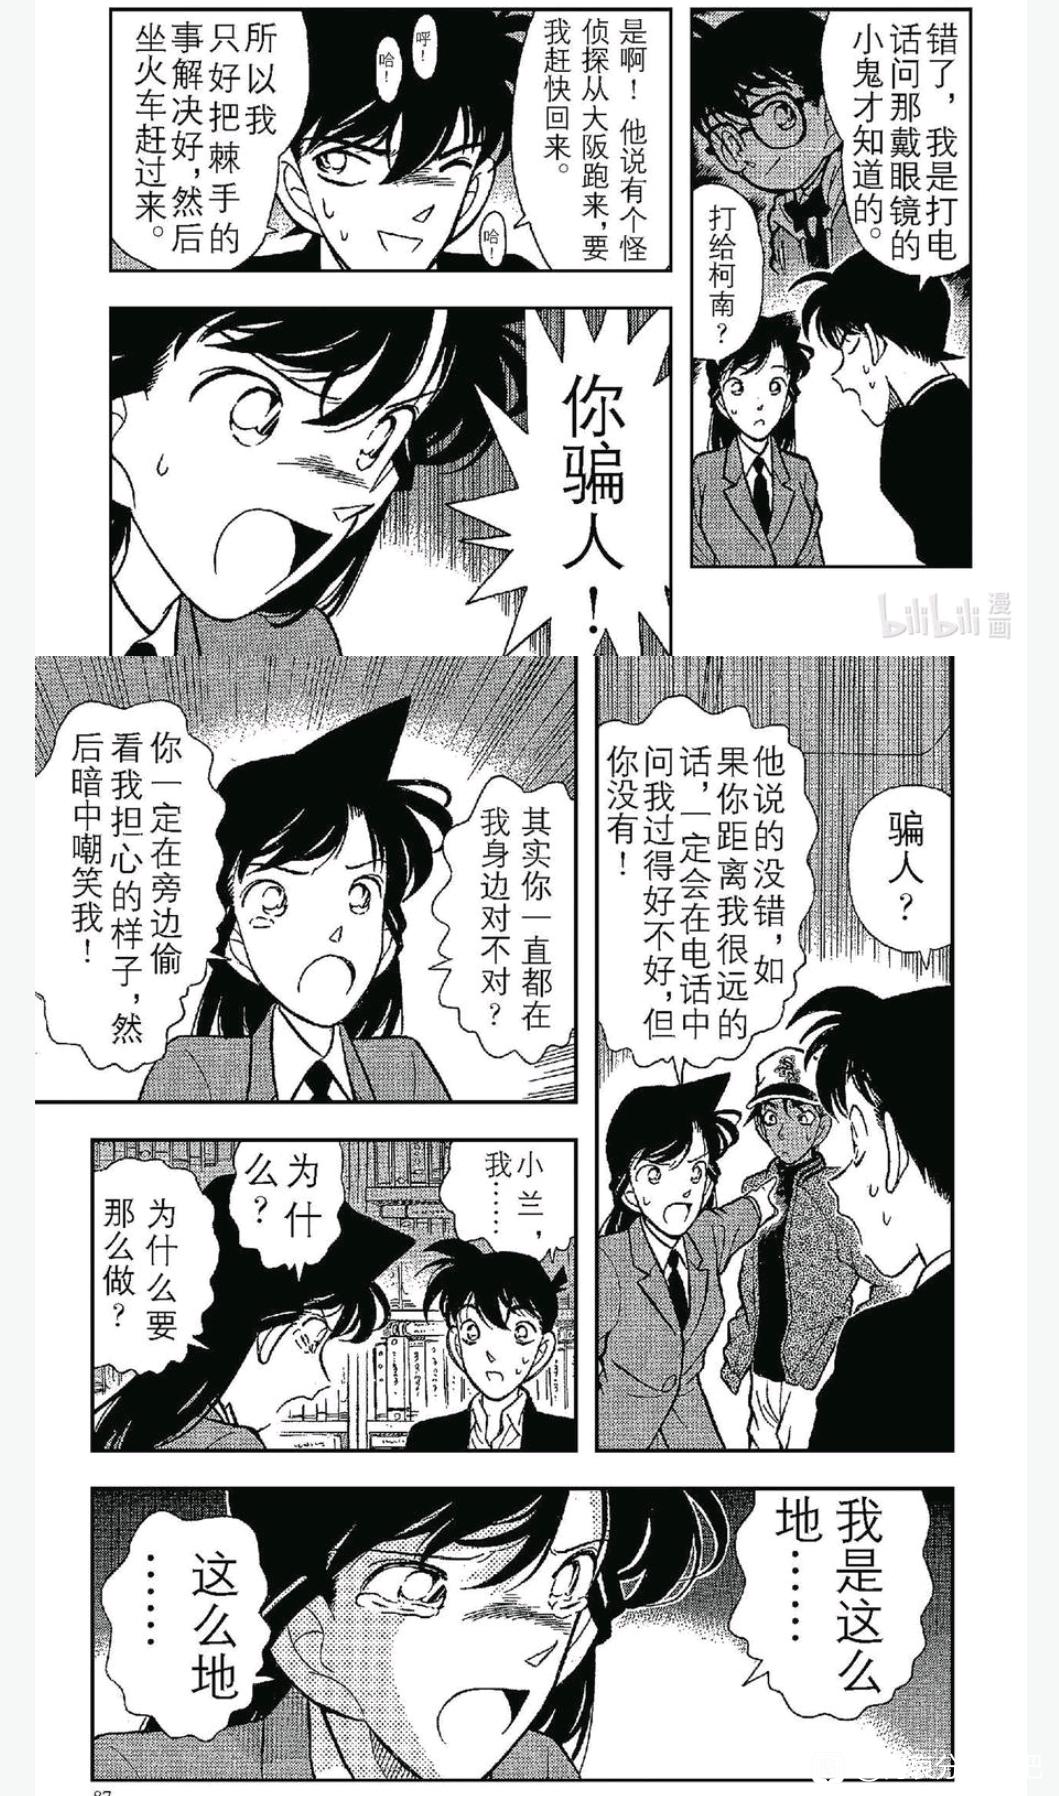 错了，我是打电
话问那戴眼镜的
小鬼才知道的。
打给柯南？
是啊！他说有个怪
侦探从大阪跑来，要
我赶快回来。
呼！
哈！
哈！
所以我
只好把棘手的
事解决好，然后
坐火车赶过来。
你骗人！
bilibili 漫画
骗人？
他说的没错，如
果你距离我很远的
话，一定会在电话中
问我过得好不好，但
你没有！
其实你一直都在
我身边对不对？
你一定在旁边偷
看我担心的样子，然
后暗中嘲笑我！
小兰，
我……
为什
么？
为什么要
那么做？
我是这么
地……
这么地
……
87